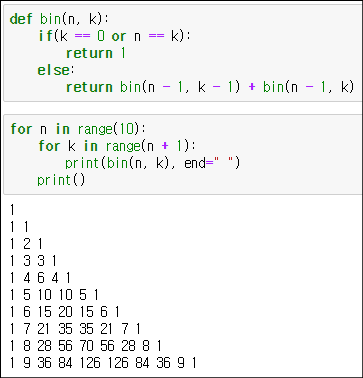 def bin(n, k):
    if(k == 0 or n == k):
        return 1
    else:
        return bin(n - 1, k - 1) + bin(n - 1, k)
for n in range(10):
    for k in range(n + 1):
        print(bin(n, k), end=" ")
    print()
1
1 1
1 2 1
1 3 3 1
1 4 6 4 1
1 5 10 10 5 1
1 6 15 20 15 6 1
1 7 21 35 35 21 7 1
1 8 28 56 70 56 28 8 1
1 9 36 84 126 126 84 36 9 1